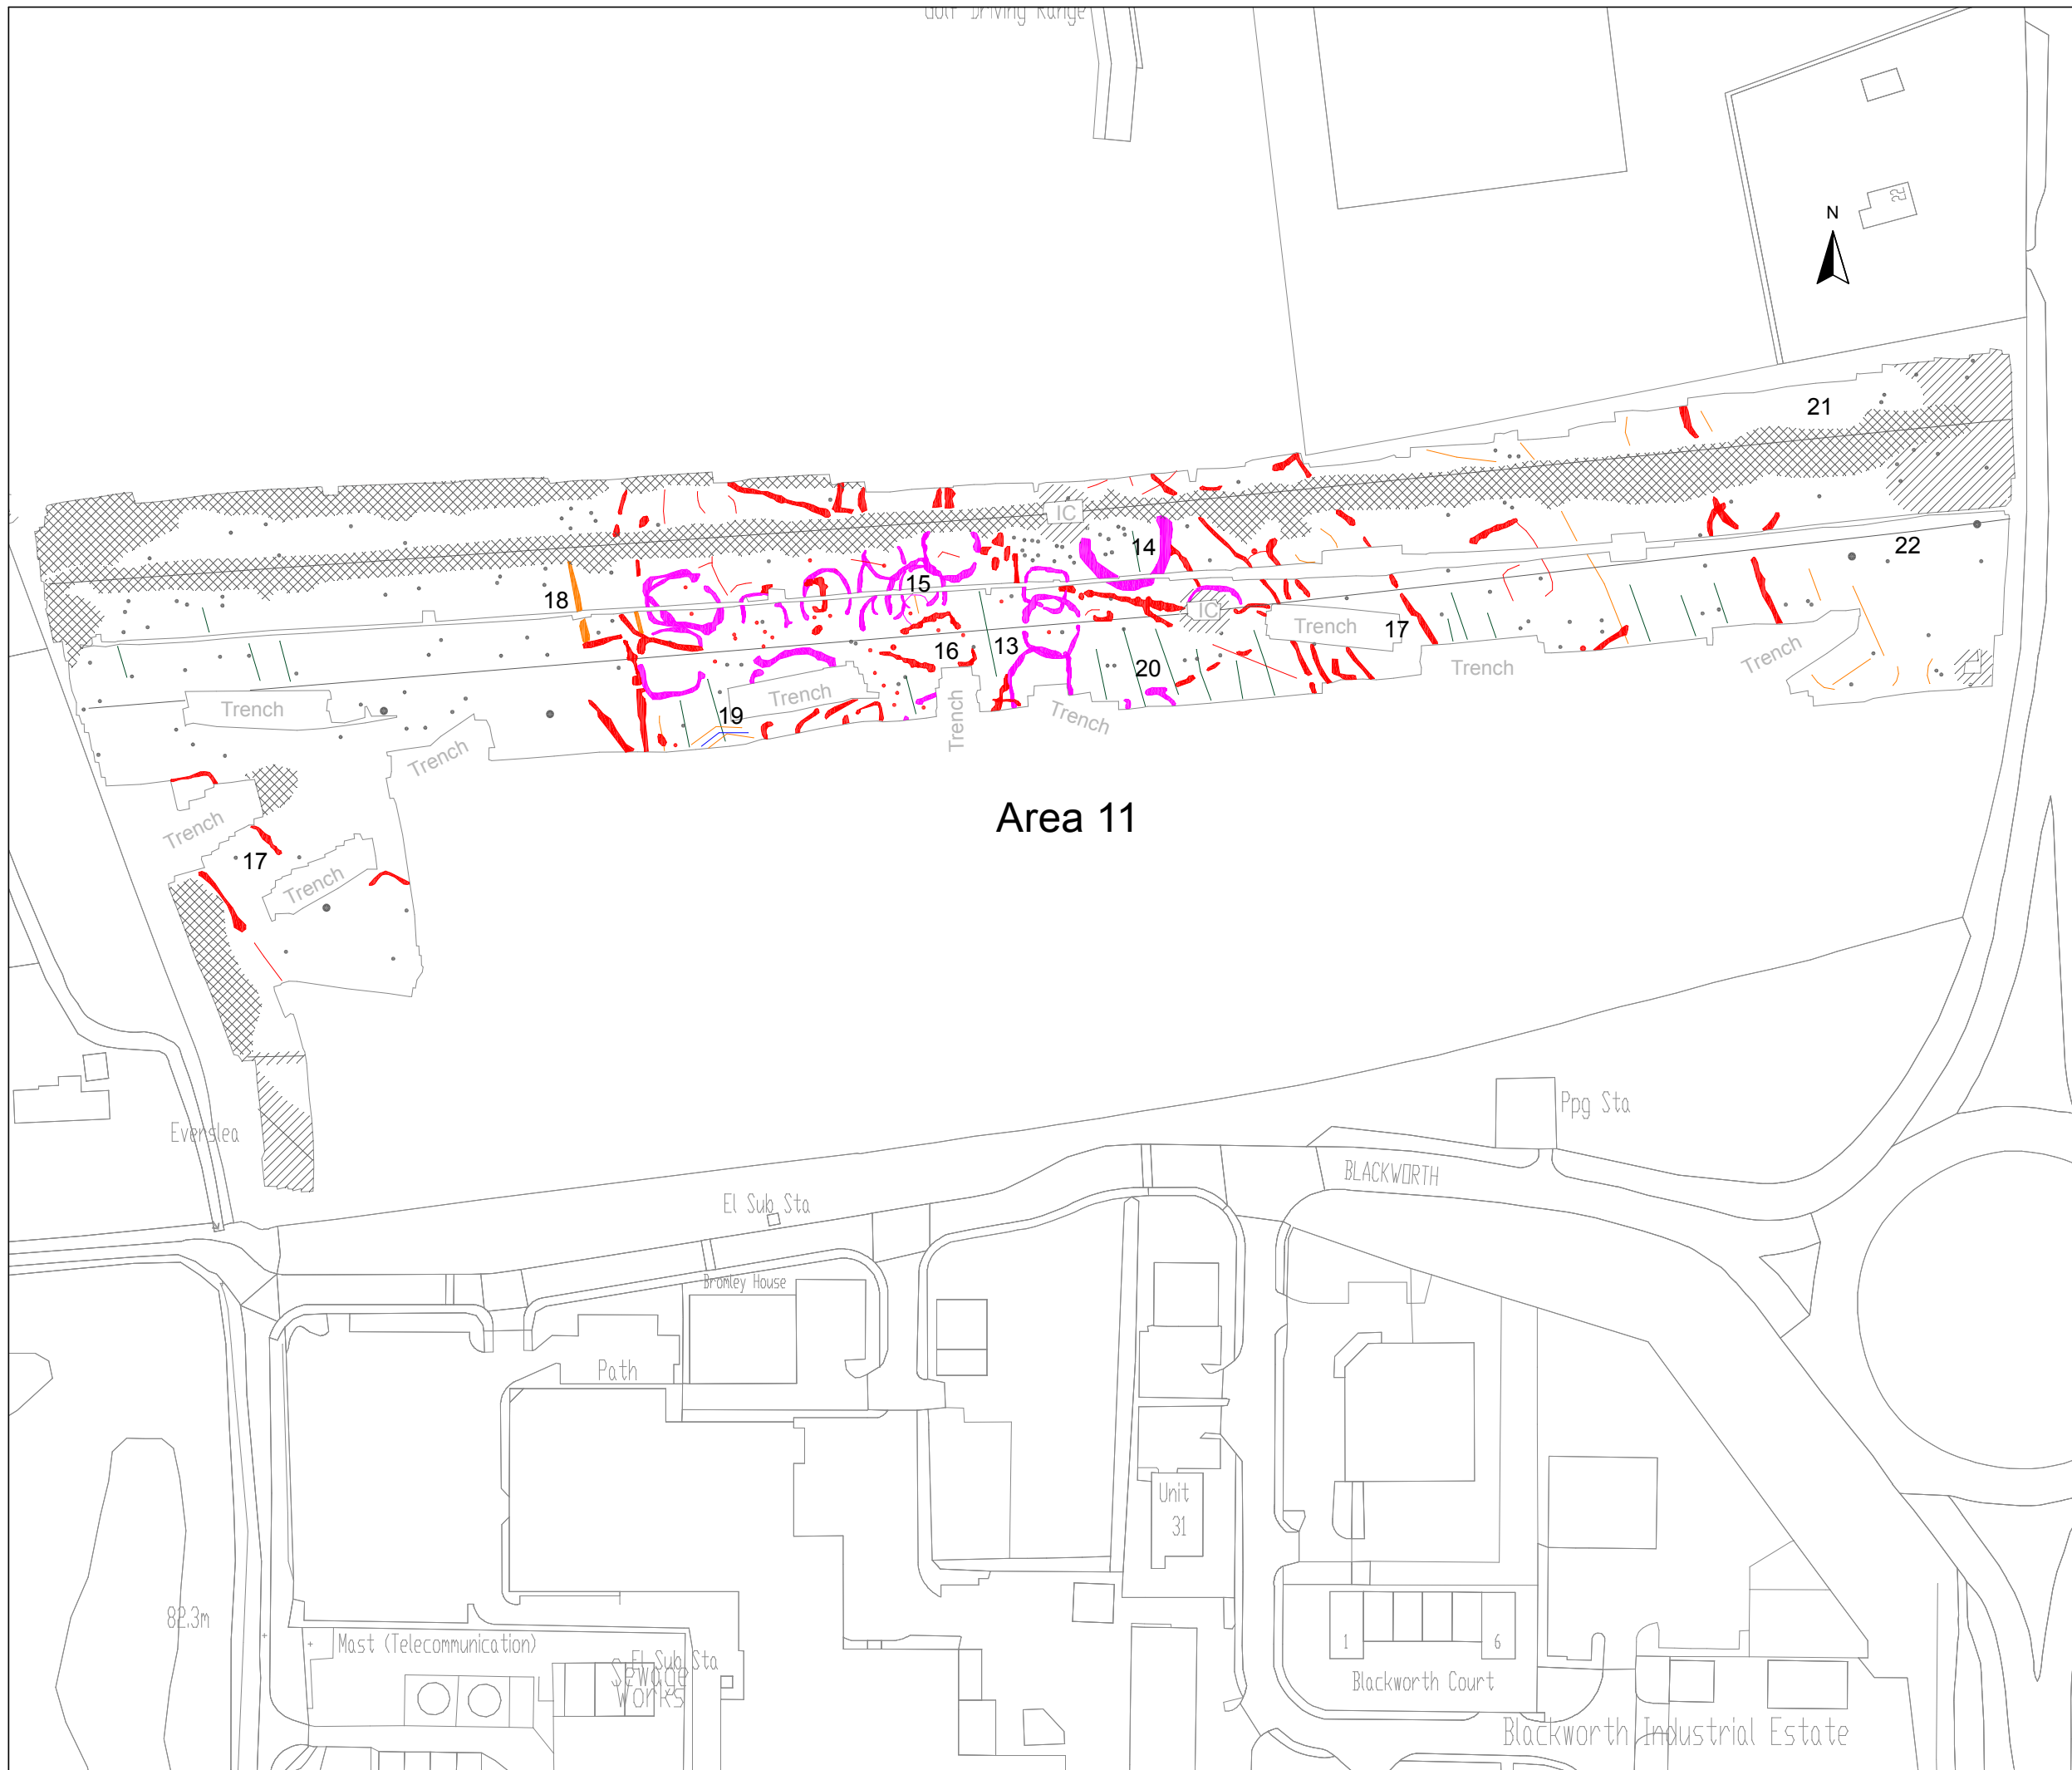 Golf Driving Range
N
21
IC
14
22
15
18
IC
Trench
17
16
13
20
Trench
Trench
Trench
Trench
19
Trench
Trench
Trench
Trench
Area 11
Trench
17
Trench
Ppg Sta
Everslea
BLACKWORTH
El Sub Sta
Bromley House
Path
Unit
31
82.3m
Mast (Telecommunication)
El Sub Sta
Sewage
Works
1
6
Blackworth Court
Blackworth Industrial Estate